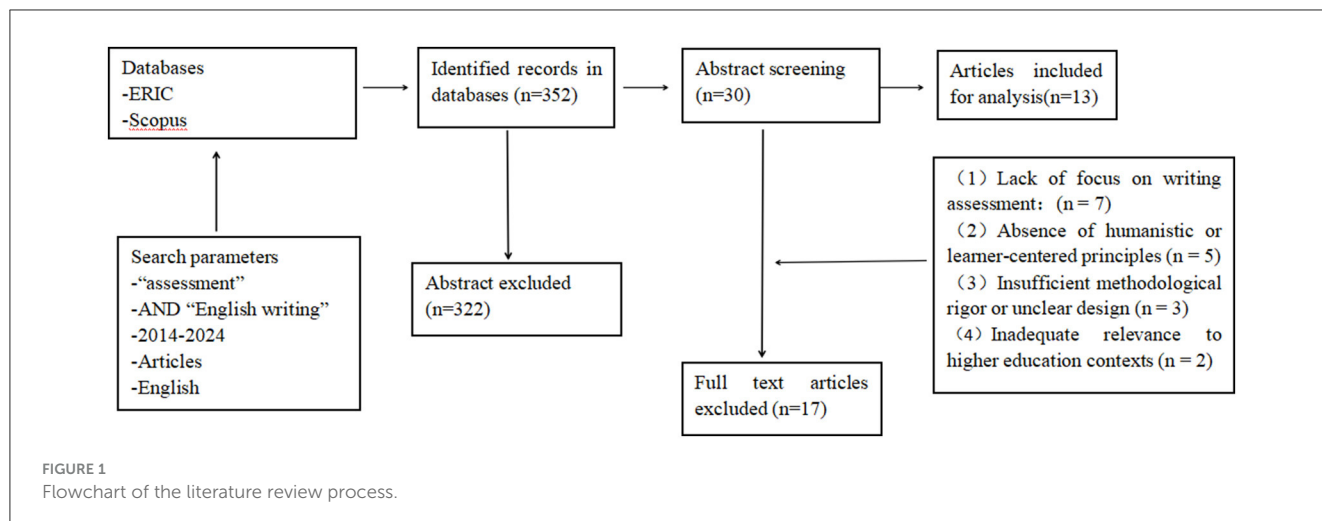 Databases
-ERIC
-Scopus
Identified records in
databases (n=352)
Abstract screening
(n=30)
Articles included
for analysis(n=13)
Search parameters
-“assessment”
-AND “English writing”
-2014-2024
-Articles
-English
Abstract excluded
(n=322)
Full text articles
excluded (n=17)
（1）Lack of focus on writing
assessment：(n = 7)
（2）Absence of humanistic or
learner-centered principles (n = 5)
（3）Insufficient methodological
rigor or unclear design (n = 3)
（4）Inadequate relevance to
higher education contexts (n = 2)
FIGURE 1
Flowchart of the literature review process.